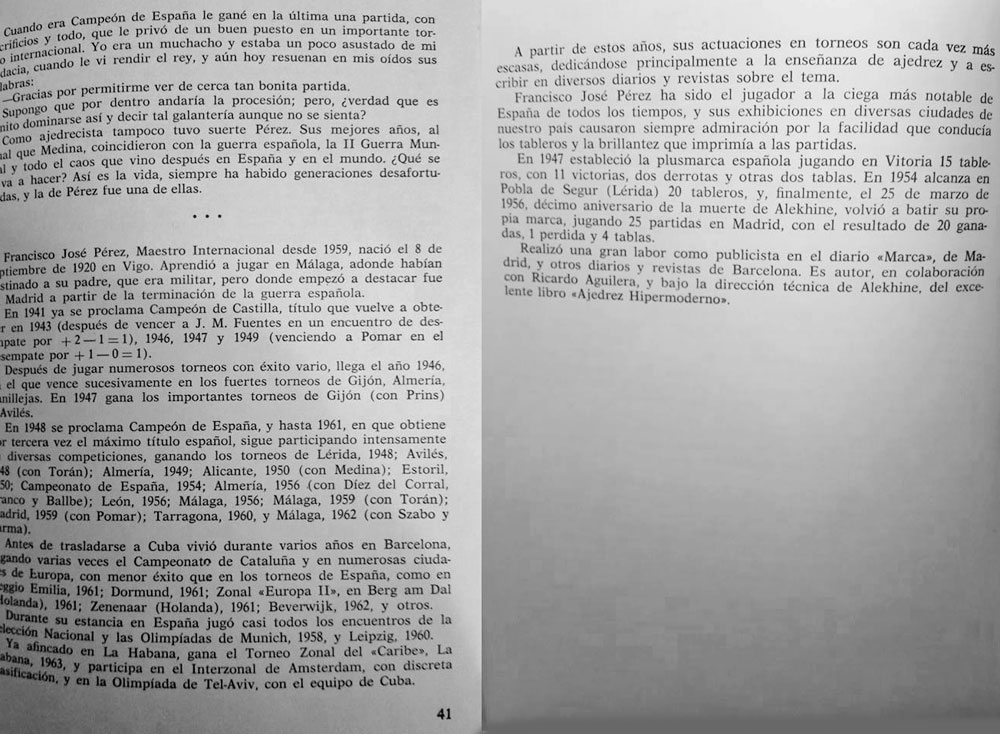 Cuando era Campeón de España le gané en la última una partida, con
crificios y todo, que le privó de un buen puesto en un importante tor-
o internacional. Yo era un muchacho y estaba un poco asustado de mi
dacia, cuando le vi rendir el rey, y aún hoy resuenan en mis oídos sus
labras:
—Gracias por permitirme ver de cerca tan bonita partida.
Supongo que por dentro andaría la procesión; pero, ¿verdad que es
nito dominarse así y decir tal galantería aunque no se sienta?
Como ajedrecista tampoco tuvo suerte Pérez. Sus mejores años, al
ual que Medina, coincidieron con la guerra española, la II Guerra Mun-
al y todo el caos que vino después en España y en el mundo. ¿Qué se
va a hacer? Así es la vida, siempre ha habido generaciones desafortu-
das, y la de Pérez fue una de ellas.
• • •
Francisco José Pérez, Maestro Internacional desde 1959, nació el 8 de
ptiembre de 1920 en Vigo. Aprendió a jugar en Málaga, adonde habían
stinado a su padre, que era militar, pero donde empezó a destacar fue
Madrid a partir de la terminación de la guerra española.
En 1941 ya se proclama Campeón de Castilla, título que vuelve a obte-
r en 1943 (después de vencer a J. M. Fuentes en un encuentro de des-
mpate por +2—1=1), 1946, 1947 y 1949 (venciendo a Pomar en el
sempate por +1—0=1).
Después de jugar numerosos torneos con éxito vario, llega el año 1946,
el que vence sucesivamente en los fuertes torneos de Gijón, Almería,
nillejas. En 1947 gana los importantes torneos de Gijón (con Prins)
Avilés.
En 1948 se proclama Campeón de España, y hasta 1961, en que obtiene
or tercera vez el máximo título español, sigue participando intensamente
diversas competiciones, ganando los torneos de Lérida, 1948; Avilés,
48 (con Torán); Almería, 1949; Alicante, 1950 (con Medina); Estoril,
50; Campeonato de España, 1954; Almería, 1956 (con Díez del Corral,
ranco y Ballbe); León, 1956; Málaga, 1956; Málaga, 1959 (con Torán);
adrid, 1959 (con Pomar); Tarragona, 1960, y Málaga, 1962 (con Szabo y
arma).
Antes de trasladarse a Cuba vivió durante varios años en Barcelona,
gando varias veces el Campeonato de Cataluña y en numerosas ciuda-
s de Europa, con menor éxito que en los torneos de España, como en
eggio Emilia, 1961; Dormund, 1961; Zonal «Europa II», en Berg am Dal
Holanda), 1961; Zenenaar (Holanda), 1961; Beverwijk, 1962, y otros.
Durante su estancia en España jugó casi todos los encuentros de la
elección Nacional y las Olimpíadas de Munich, 1958, y Leipzig, 1960.
Ya afincado en La Habana, gana el Torneo Zonal del «Caribe», La
abana, 1963, y participa en el Interzonal de Amsterdam, con discreta
asificación, y en la Olimpíada de Tel-Aviv, con el equipo de Cuba.
41
A partir de estos años, sus actuaciones en torneos son cada vez más
escasas, dedicándose principalmente a la enseñanza de ajedrez y a es-
cribir en diversos diarios y revistas sobre el tema.
Francisco José Pérez ha sido el jugador a la ciega más notable de
España de todos los tiempos, y sus exhibiciones en diversas ciudades de
nuestro país causaron siempre admiración por la facilidad que conducía
los tableros y la brillantez que imprimía a las partidas.
En 1947 estableció la plusmarca española jugando en Vitoria 15 table-
ros, con 11 victorias, dos derrotas y otras dos tablas. En 1954 alcanza en
Pobla de Segur (Lérida) 20 tableros, y, finalmente, el 25 de marzo de
1956, décimo aniversario de la muerte de Alekhine, volvió a batir su pro-
pia marca, jugando 25 partidas en Madrid, con el resultado de 20 gana-
das, 1 perdida y 4 tablas.
Realizó una gran labor como publicista en el diario «Marca», de Ma-
drid, y otros diarios y revistas de Barcelona. Es autor, en colaboración
con Ricardo Aguilera, y bajo la dirección técnica de Alekhine, del exce-
lente libro «Ajedrez Hipermoderno».